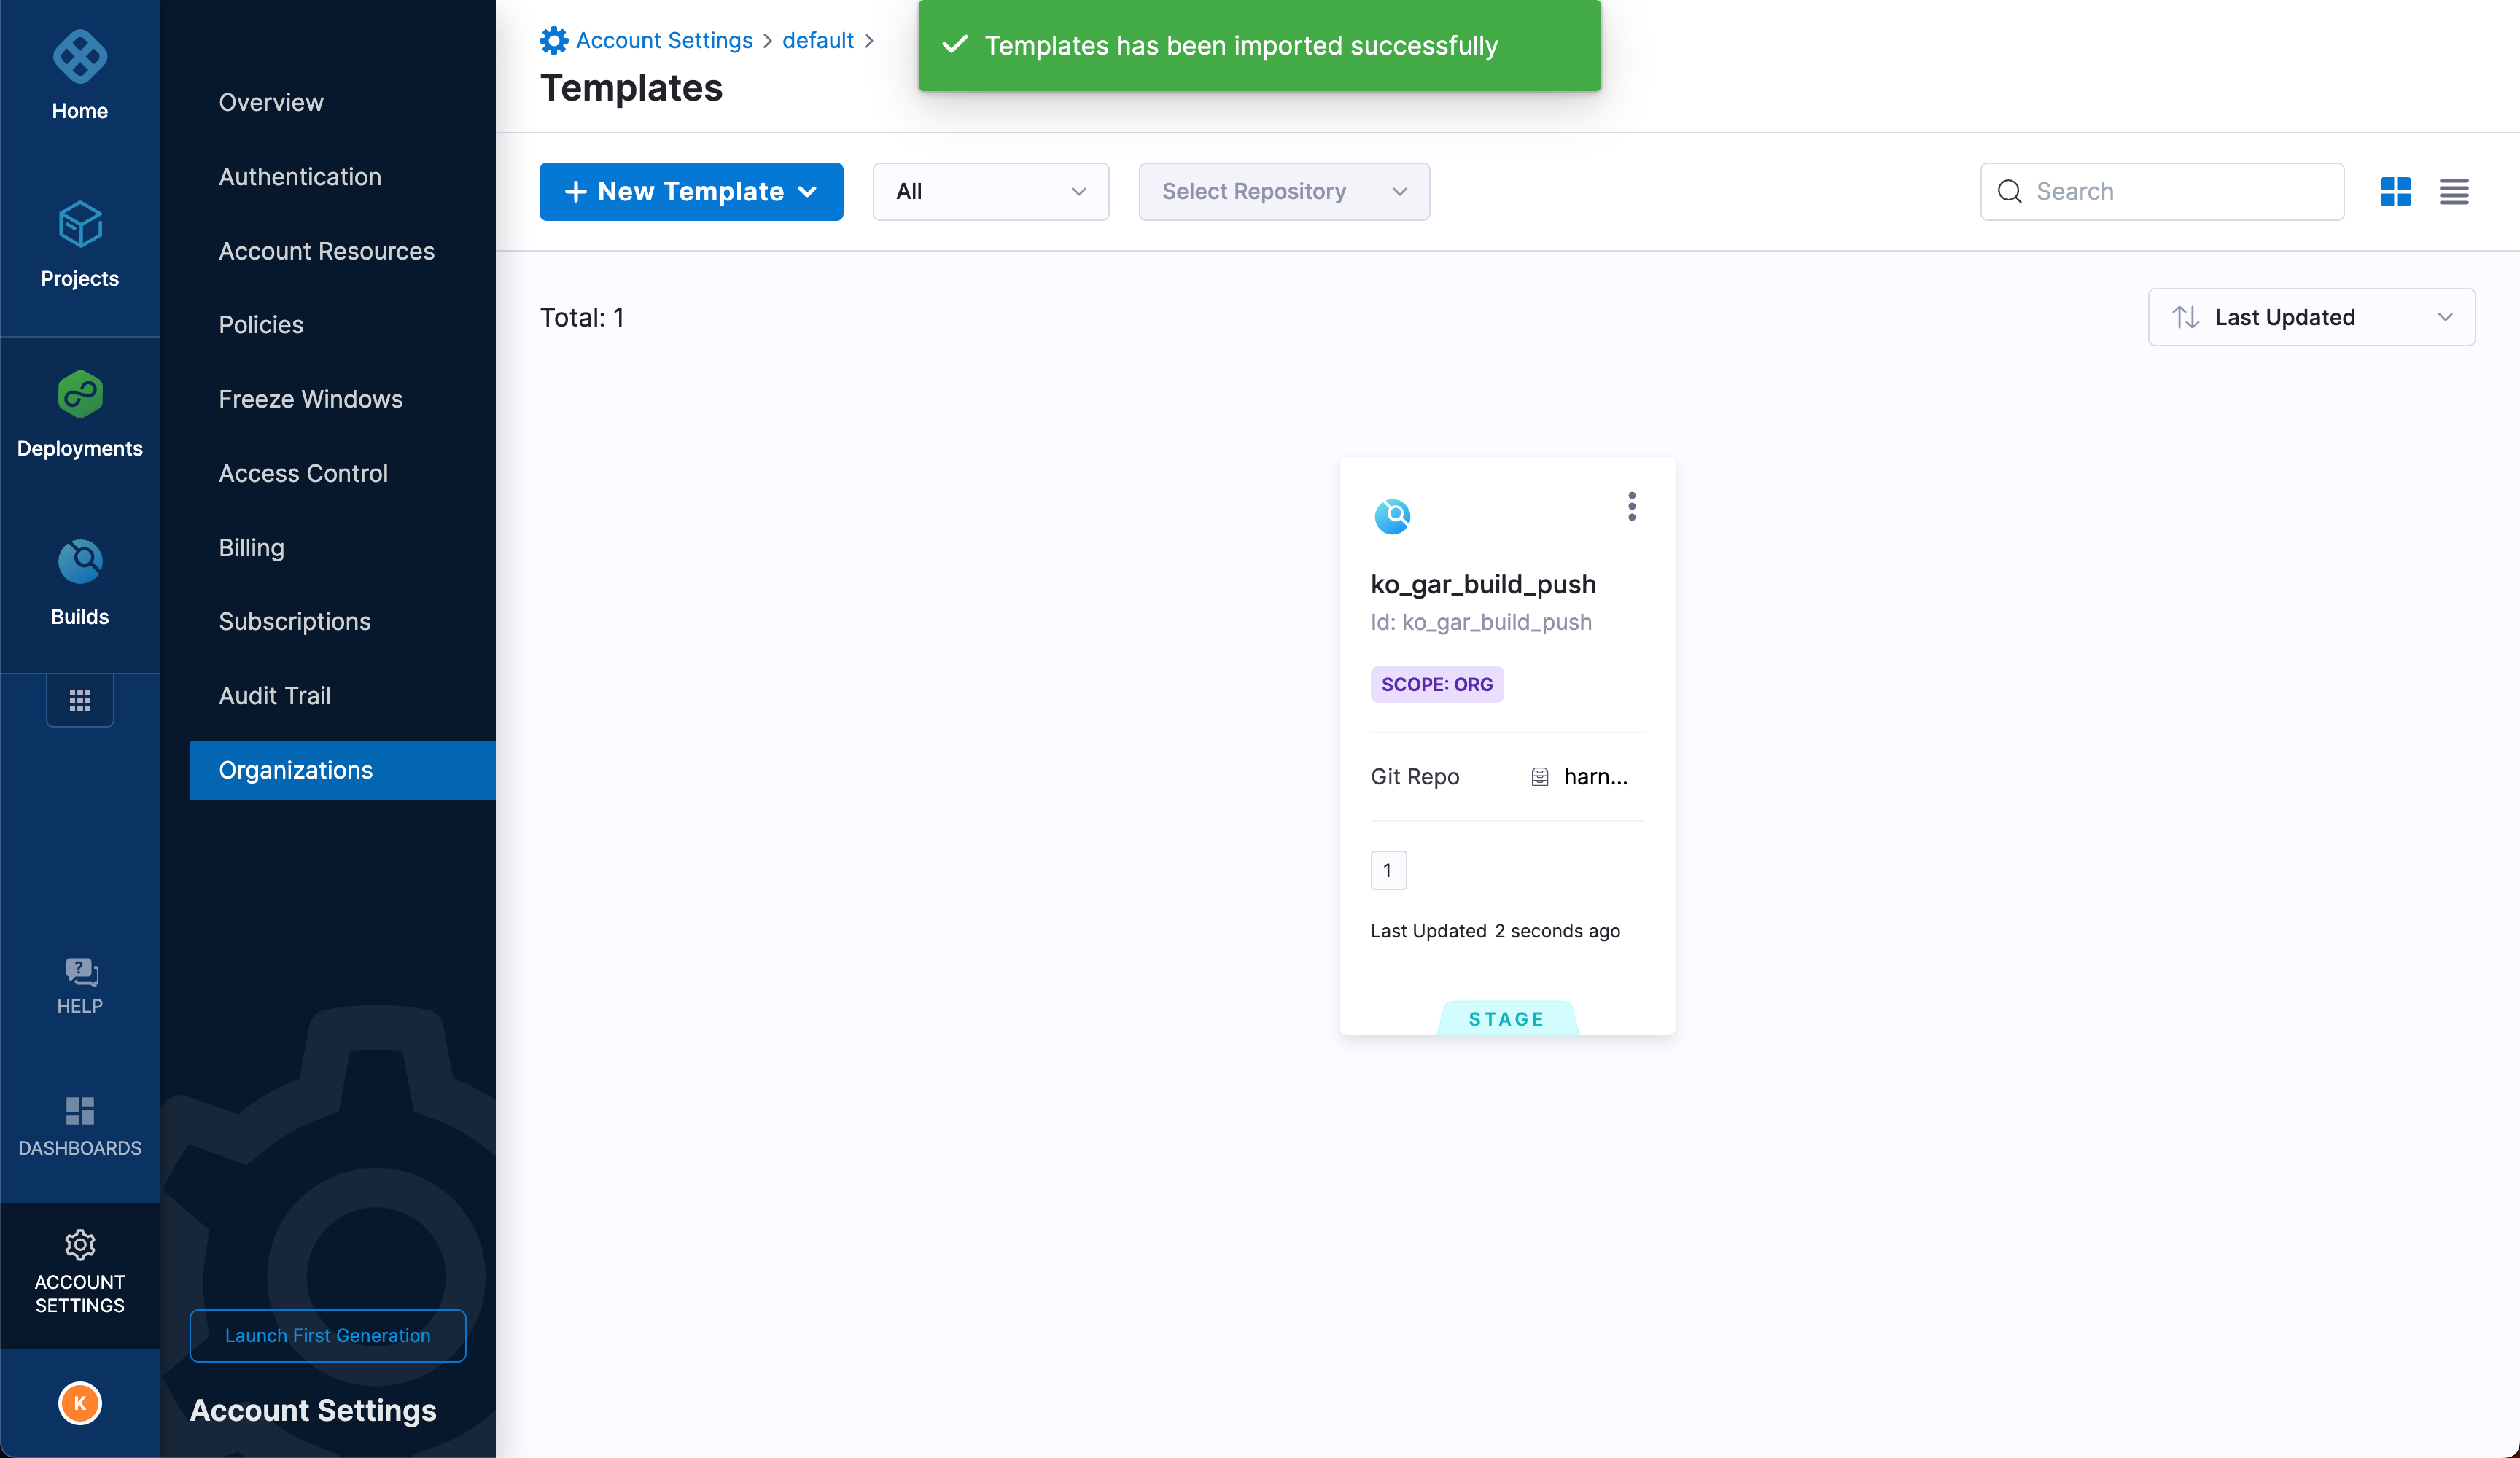 Home
Projects
Deployments
Builds
HELP
DASHBOARDS
ACCOUNT
SETTINGS
K
Overview
Authentication
Account Resources
Policies
Freeze Windows
Access Control
Billing
Subscriptions
Audit Trail
Organizations
Launch First Generation
Account Settings
Account Settings > default >
Templates
Templates has been imported successfully
+ New Template
All
Select Repository
Search
Total: 1
Last Updated
ko_gar_build_push
Id: ko_gar_build_push
SCOPE: ORG
Git Repo harn...
1
Last Updated 2 seconds ago
STAGE